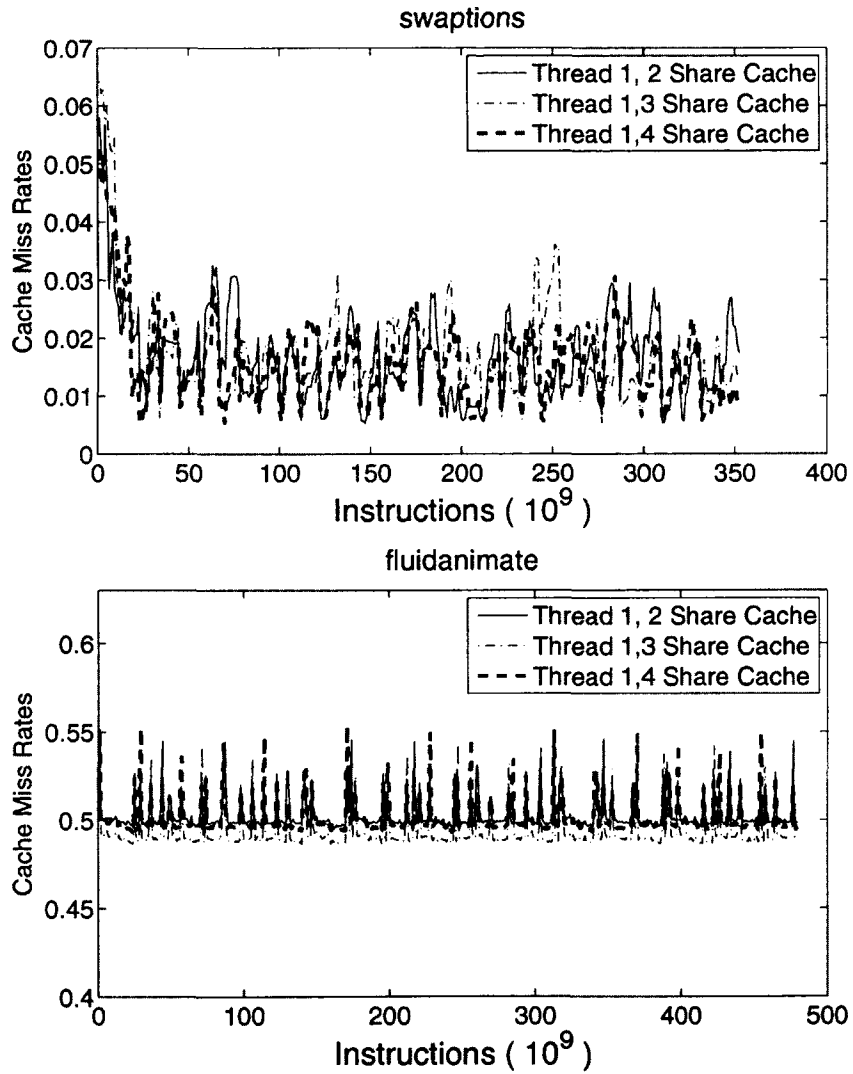 swaptions
0.07
0.06
0.05
0.04
0.03
0.02
0.01
0
Cache Miss Rates
Thread 1, 2 Share Cache
Thread 1,3 Share Cache
Thread 1,4 Share Cache
0 50 100 150 200 250 300 350 400
Instructions ( 10^9 )
fluidanimate
0.6
0.55
0.5
0.45
0.4
Cache Miss Rates
Thread 1, 2 Share Cache
Thread 1,3 Share Cache
Thread 1,4 Share Cache
0 100 200 300 400 500
Instructions ( 10^9 )